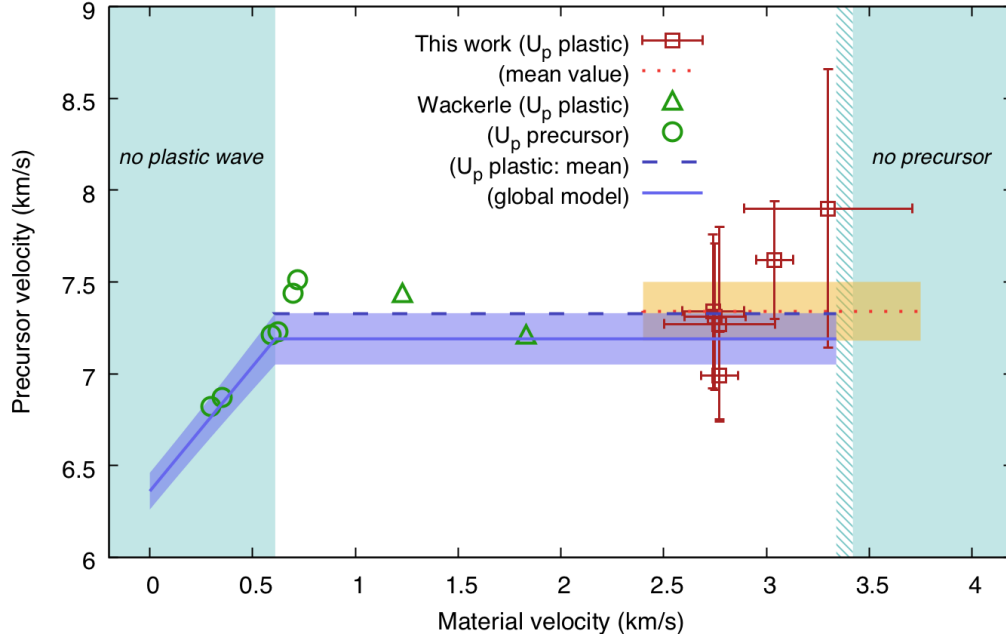 9
8.5
8
7.5
7
6.5
6
Precursor velocity (km/s)
no plastic wave
This work (Up plastic)
(mean value)
Wackerle (Up plastic)
(Up precursor)
(Up plastic: mean)
(global model)
no precursor
0 0.5 1 1.5 2 2.5 3 3.5 4
Material velocity (km/s)